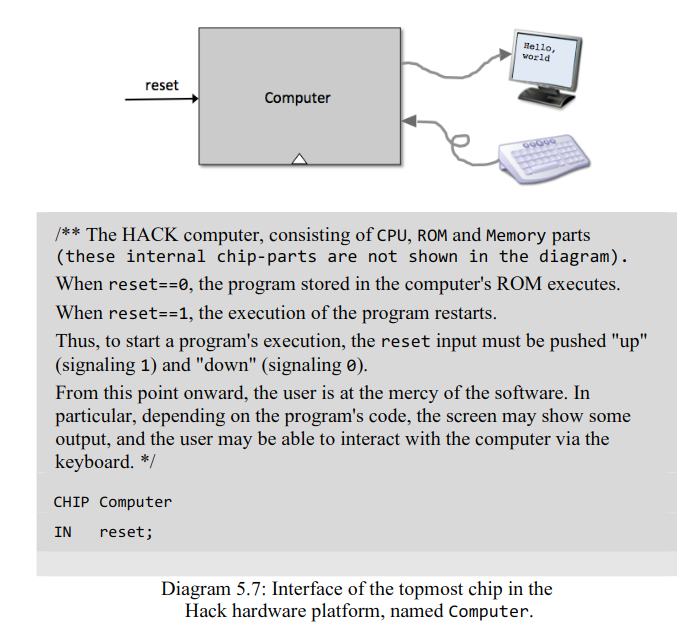 Hello,
world
reset
Computer
/** The HACK computer, consisting of CPU, ROM and Memory parts
(these internal chip-parts are not shown in the diagram).
When reset==0, the program stored in the computer's ROM executes.
When reset==1, the execution of the program restarts.
Thus, to start a program's execution, the reset input must be pushed "up"
(signaling 1) and "down" (signaling 0).
From this point onward, the user is at the mercy of the software. In
particular, depending on the program's code, the screen may show some
output, and the user may be able to interact with the computer via the
keyboard. */
CHIP Computer
IN reset;
Diagram 5.7: Interface of the topmost chip in the
Hack hardware platform, named Computer.